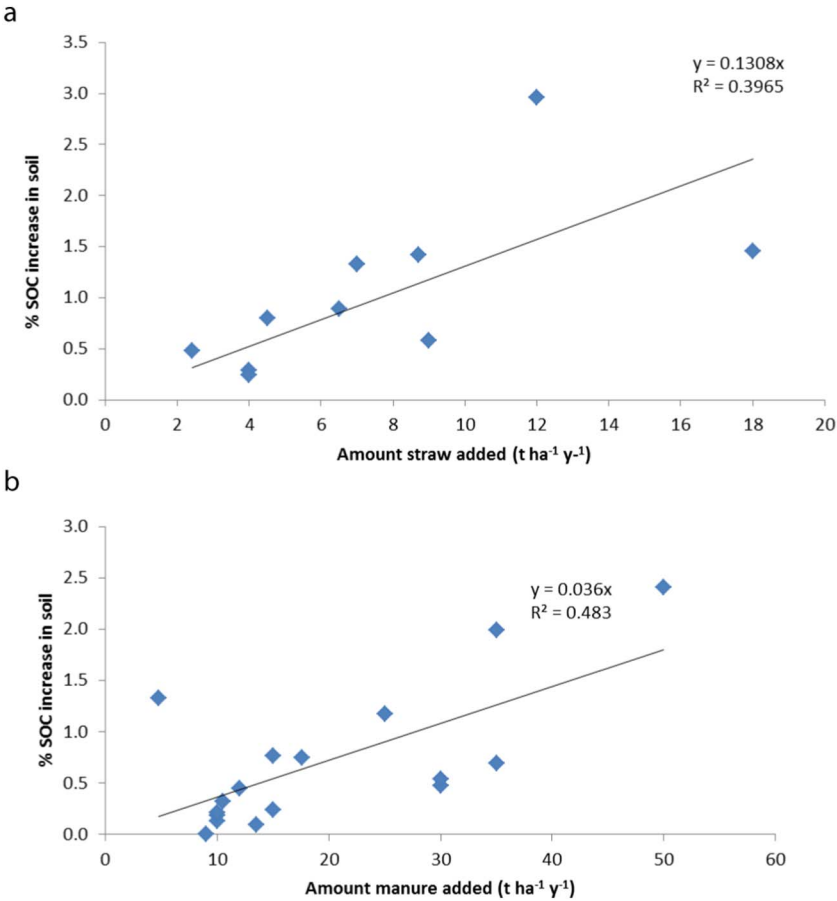 a
3.5
3.0
2.5
2.0
1.5
1.0
0.5
0.0
% SOC increase in soil
y = 0.1308x
R² = 0.3965
0 2 4 6 8 10 12 14 16 18 20
Amount straw added (t ha⁻¹ y-¹)
b
3.0
2.5
2.0
1.5
1.0
0.5
0.0
% SOC increase in soil
y = 0.036x
R² = 0.483
0 10 20 30 40 50 60
Amount manure added (t ha⁻¹ y⁻¹)